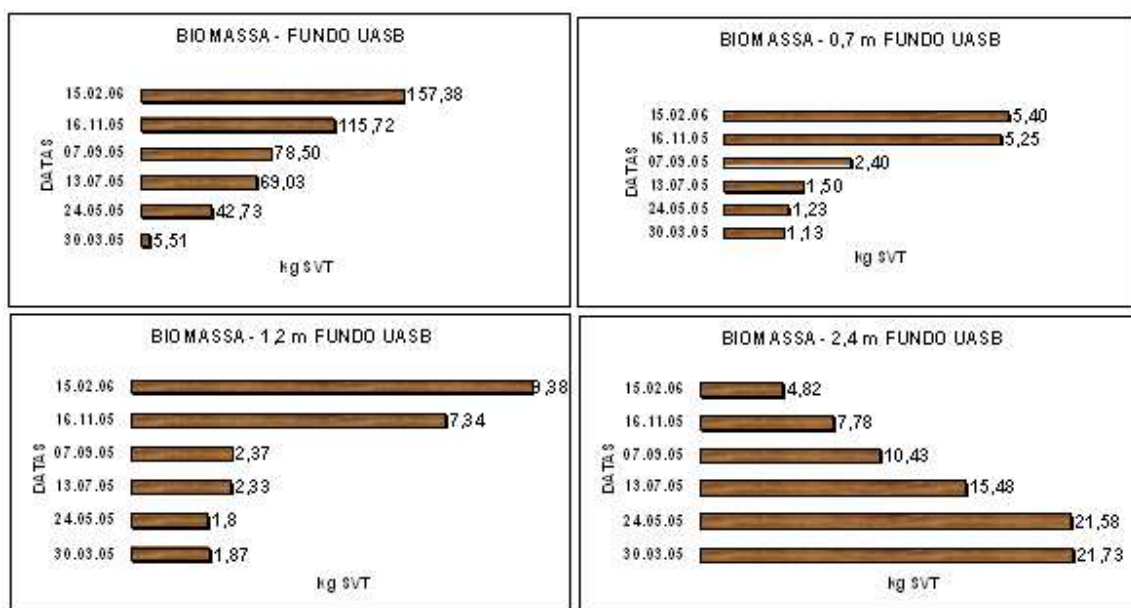 BIOMASSA - FUNDO UASB
15.02.06 157,38
16.11.05 115,72
07.09.05 78,50
13.07.05 69,03
24.05.05 42,73
30.03.05 5,51
DATAS
kg SVT
BIOMASSA - 0,7 m FUNDO UASB
15.02.06 5,40
16.11.05 5,25
07.09.05 2,40
13.07.05 1,50
24.05.05 1,23
30.03.05 1,13
DATAS
kg SVT
BIOMASSA - 1,2 m FUNDO UASB
15.02.06 9,38
16.11.05 7,34
07.09.05 2,37
13.07.05 2,33
24.05.05 1,8
30.03.05 1,87
DATAS
kg SVT
BIOMASSA - 2,4 m FUNDO UASB
15.02.06 4,82
16.11.05 7,78
07.09.05 10,43
13.07.05 15,48
24.05.05 21,58
30.03.05 21,73
DATAS
kg SVT